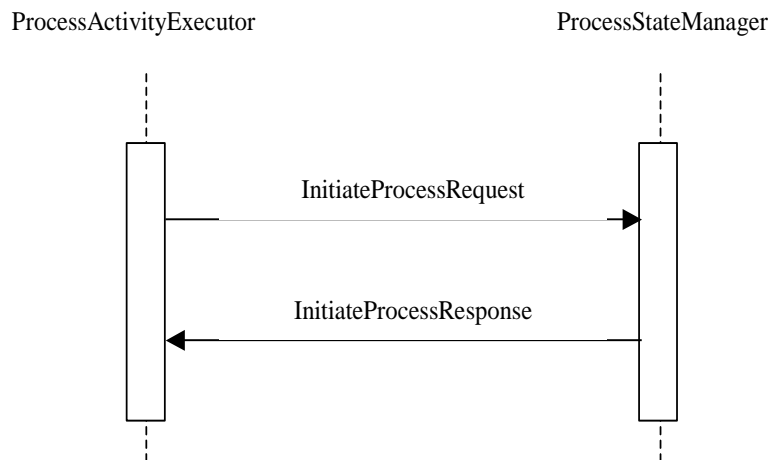 ProcessActivityExecutor
ProcessStateManager
InitiateProcessRequest
InitiateProcessResponse